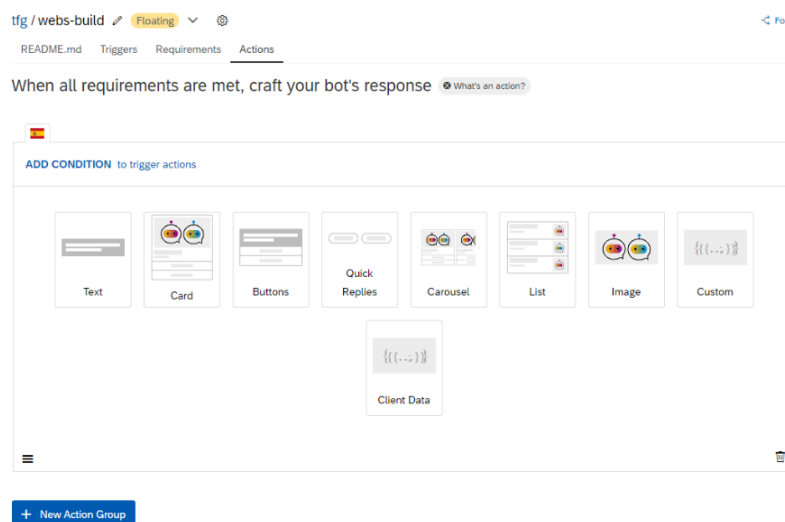 tfg / webs-build Floating
Fo
README.md Triggers Requirements Actions
When all requirements are met, craft your bot's response What's an action?
ADD CONDITION to trigger actions
Text
Card
Buttons
Quick
Replies
Carousel
List
Image
Custom
Client Data
+ New Action Group